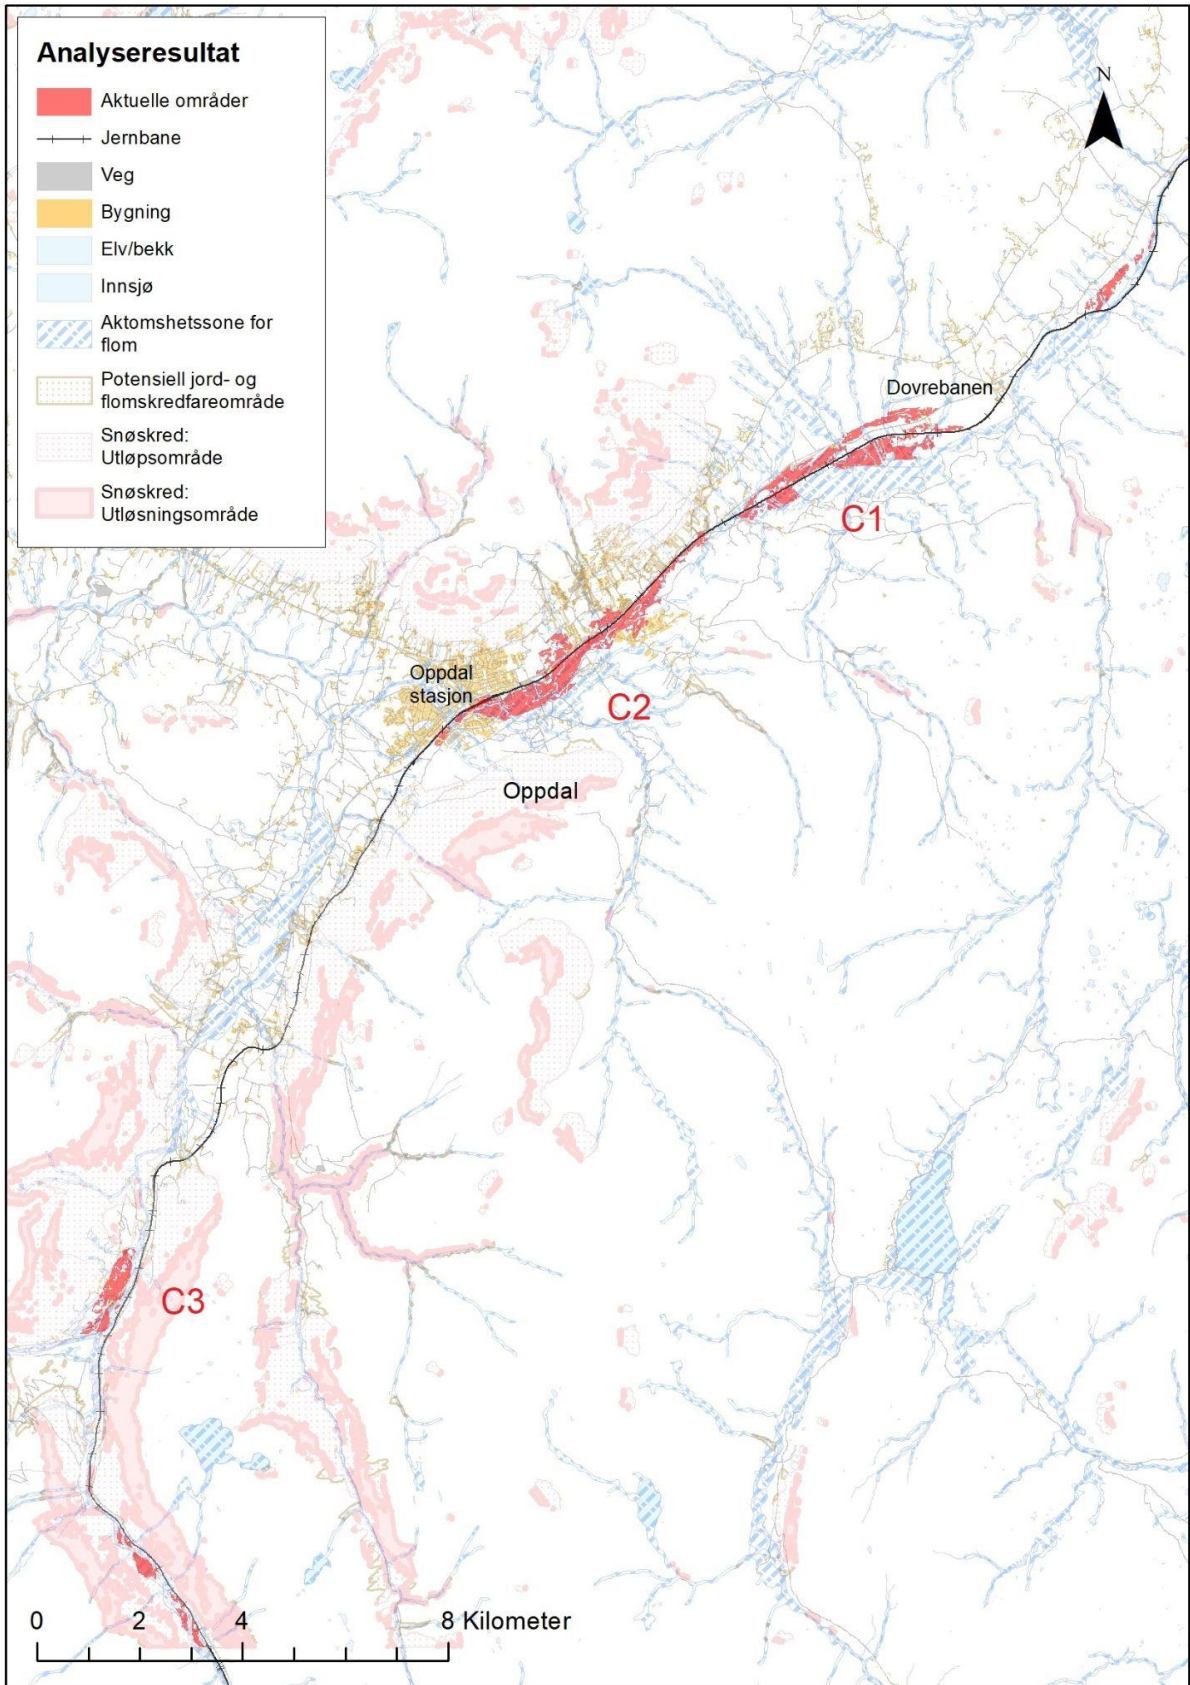 Analyseresultat
Aktuelle områder
Jernbane
Veg
Bygning
Elv/bekk
Innsjø
Aktomshetssone for
flom
Potensiell jord- og
flomskredfareområde
Snøskred:
Utløpsområde
Snøskred:
Utløsningsområde
N
Dovrebanen
C1
Oppdal
stasjon
C2
Oppdal
C3
0 2 4 8 Kilometer